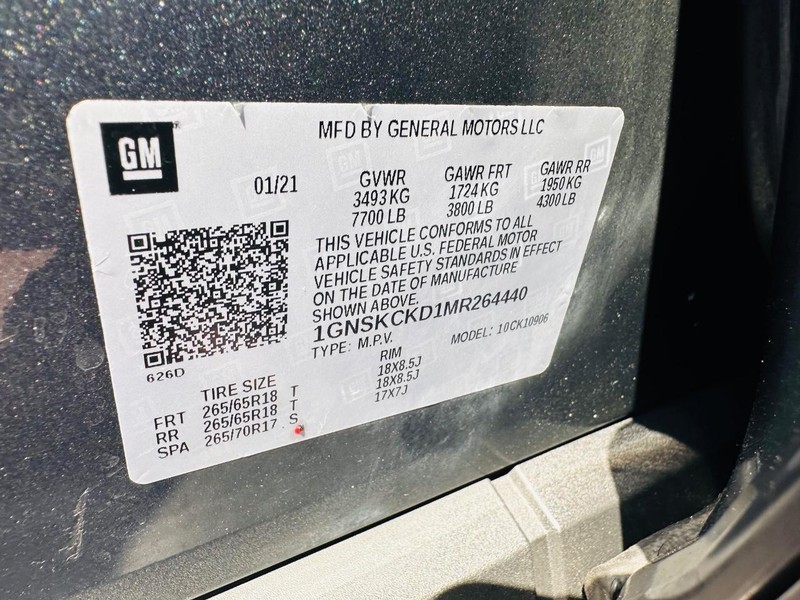 GM
MFD BY GENERAL MOTORS LLC
01/21
GVWR GAWR FRT GAWR RR
3493 KG 1724 KG 1950 KG
7700 LB 3800 LB 4300 LB
THIS VEHICLE CONFORMS TO ALL
APPLICABLE U.S. FEDERAL MOTOR
VEHICLE SAFETY STANDARDS IN EFFECT
ON THE DATE OF MANUFACTURE
SHOWN ABOVE.
1GNSKCKD1MR264440
TYPE: M.P.V. MODEL: 10CK10906
626D
TIRE SIZE RIM
FRT 265/65R18 T 18X8.5J
RR 265/65R18 T 18X8.5J
SPA 265/70R17 S 17X7J